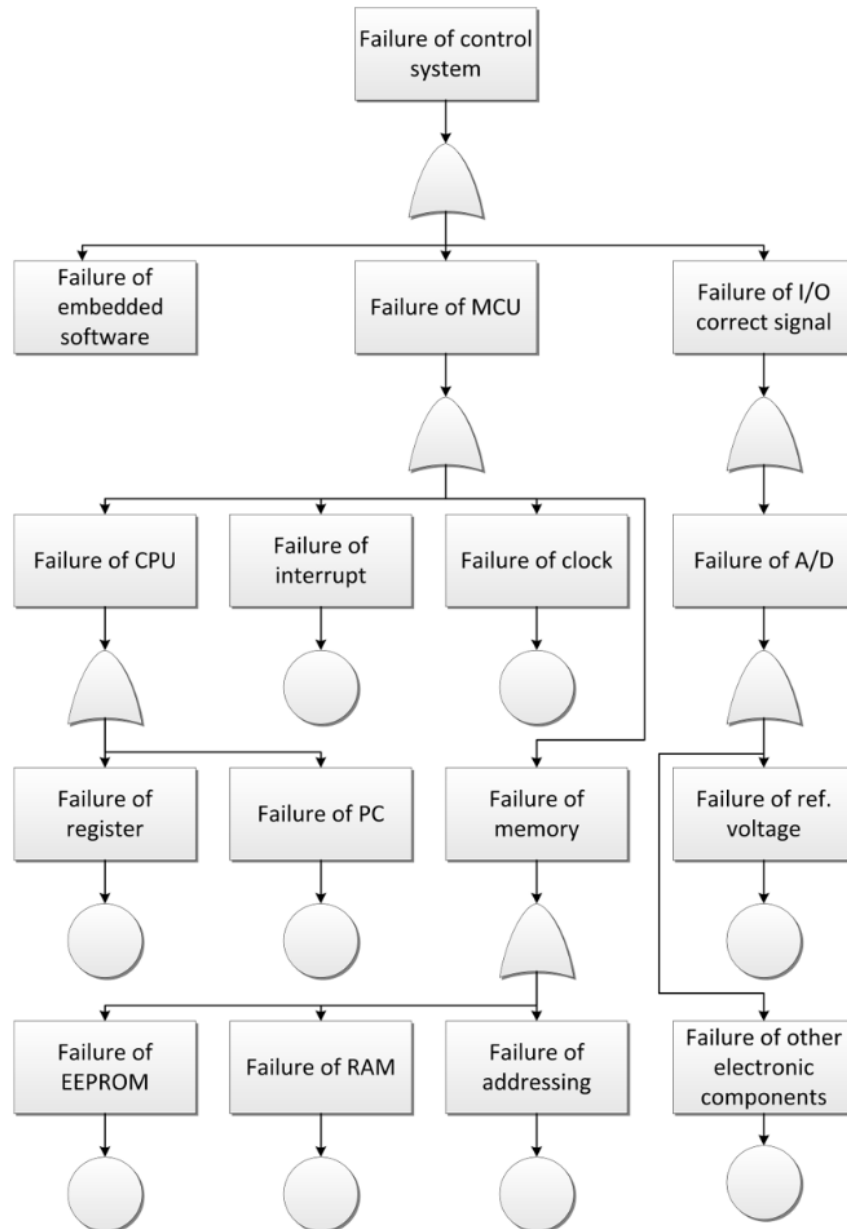 Failure of control
system
Failure of
embedded
software
Failure of MCU
Failure of I/O
correct signal
Failure of CPU
Failure of
interrupt
Failure of clock
Failure of A/D
Failure of
register
Failure of PC
Failure of
memory
Failure of ref.
voltage
Failure of
EEPROM
Failure of RAM
Failure of
addressing
Failure of other
electronic
components